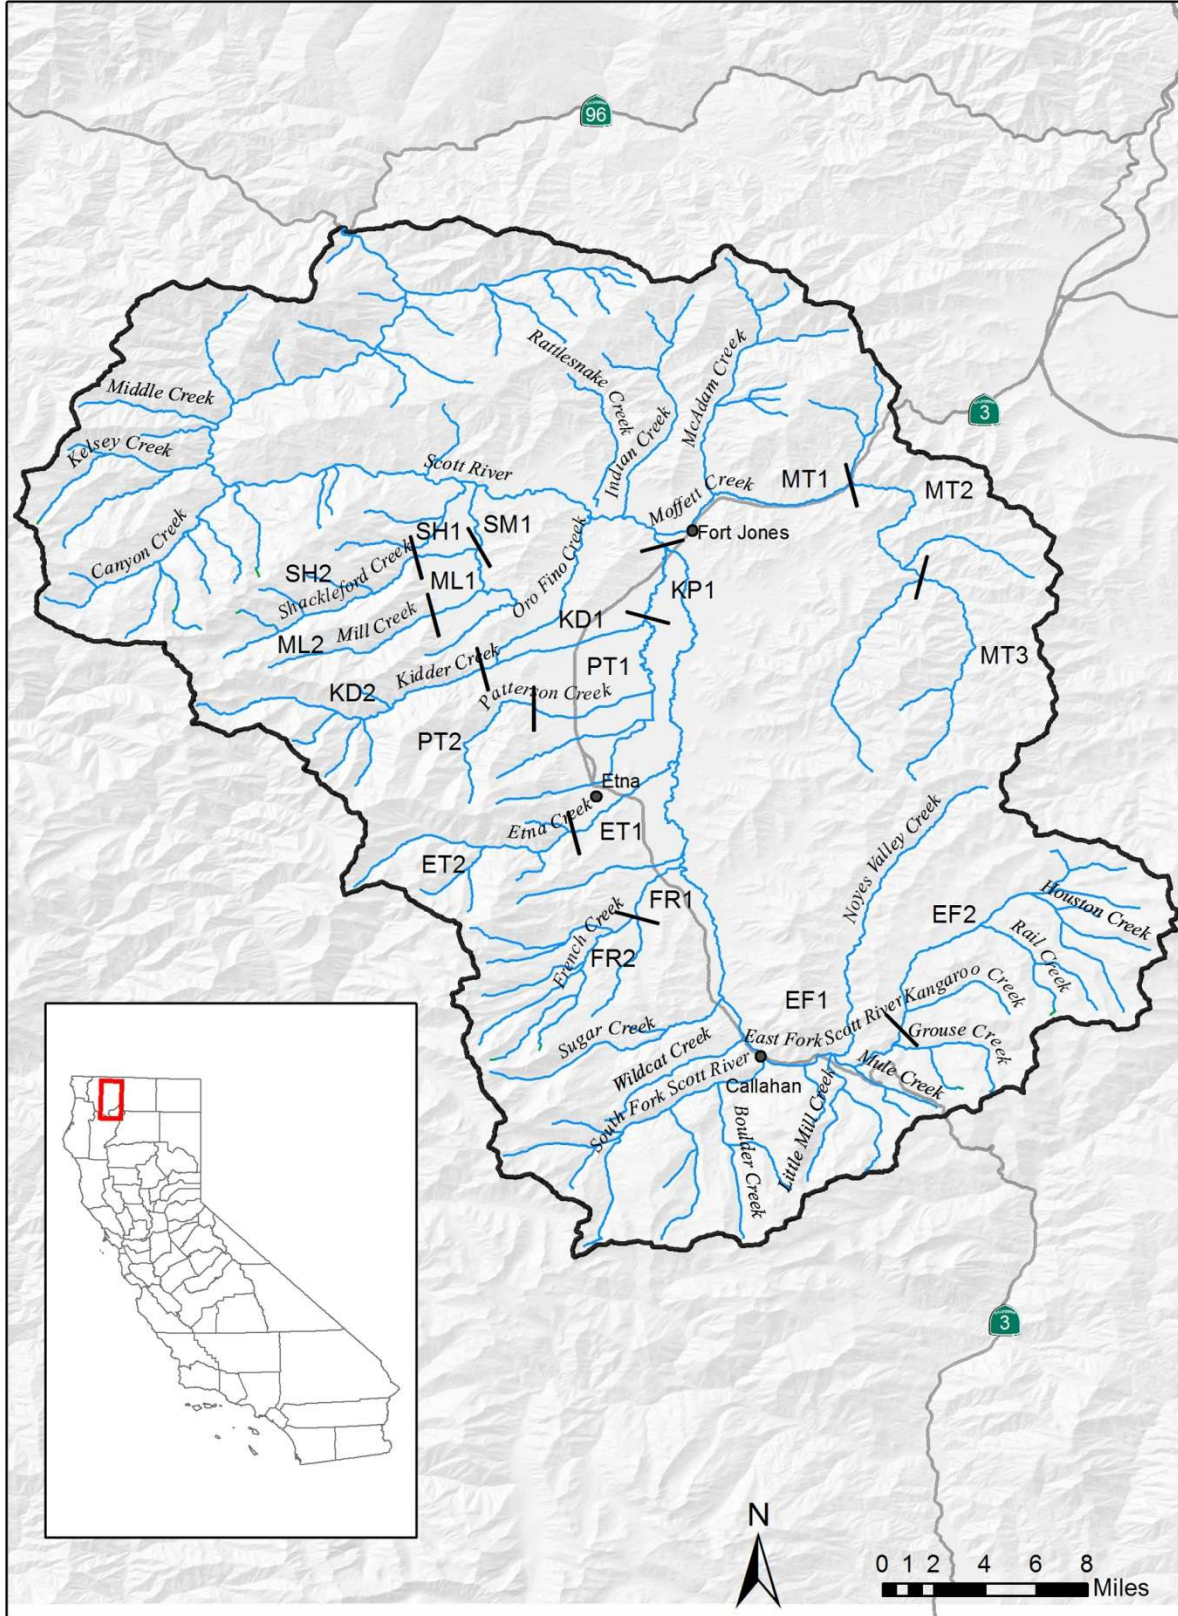 CALIFORNIA
96
Rattlesnake Creek
McAdam Creek
Middle Creek
CALIFORNIA
3
Kelsey Creek
Indian Creek
Scott River
MT1
MT2
Moffett Creek
Canyon Creek
SH1
SM1
Fort Jones
SH2
Shackleford Creek
ML1
Oro Fino Creek
KP1
KD1
ML2
Mill Creek
MT3
PT1
Kidder Creek
KD2
Patterson Creek
PT2
Etna
Etna Creek
ET1
Noyes Valley Creek
ET2
Houston Creek
FR1
EF2
French Creek
Rail Creek
FR2
Kangaroo Creek
EF1
Sugar Creek
East Fork Scott River
Grouse Creek
Wildcat Creek
Mule Creek
South Fork Scott River
Callahan
Boulder Creek
Little Mill Creek
CALIFORNIA
3
N
0 1 2 4 6 8
Miles